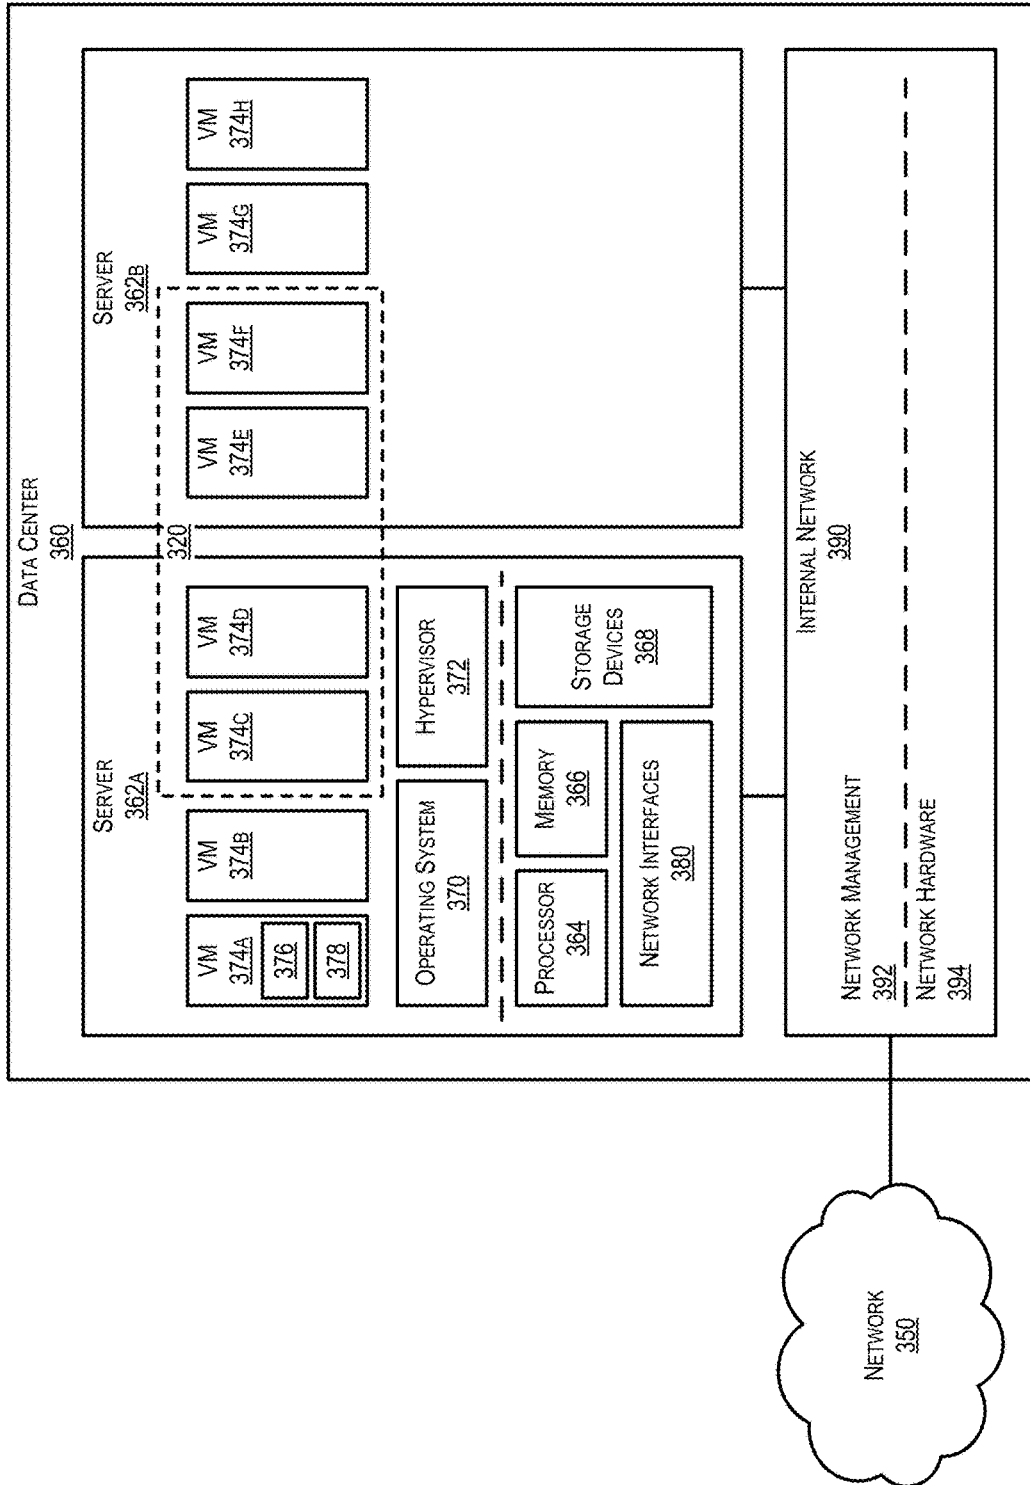 DATA CENTER
360
SERVER
362A
320
SERVER
362B
VM
374A
376
378
VM
374B
VM
374C
VM
374D
VM
374E
VM
374F
VM
374G
VM
374H
OPERATING SYSTEM
370
HYPERVISOR
372
PROCESSOR
364
MEMORY
366
STORAGE
DEVICES
368
NETWORK INTERFACES
380
INTERNAL NETWORK
390
NETWORK MANAGEMENT
392
NETWORK HARDWARE
394
NETWORK
350